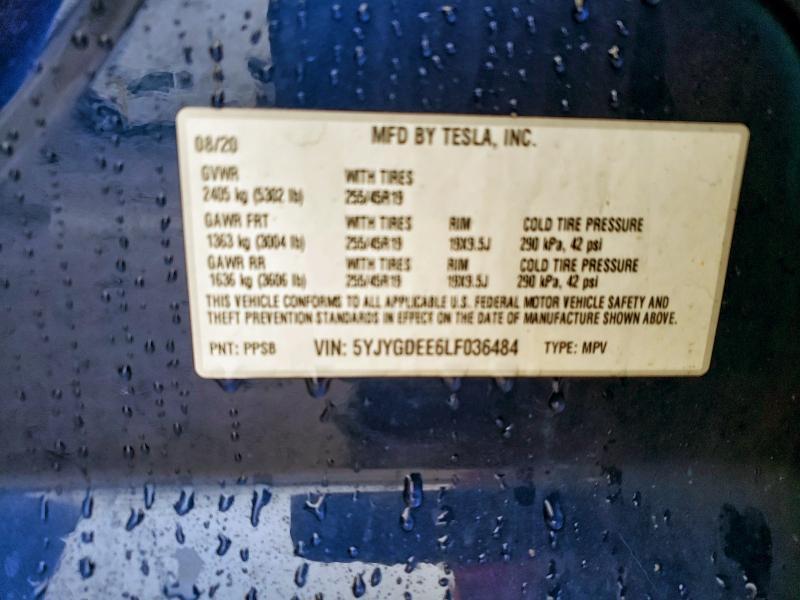 08/20 MFD BY TESLA, INC.
GVWR WITH TIRES
2405 kg (5302 lb) 255/45R19
GAWR FRT WITH TIRES RIM COLD TIRE PRESSURE
1363 kg (3004 lb) 255/45R19 19X9.5J 290 kPa, 42 psi
GAWR RR WITH TIRES RIM COLD TIRE PRESSURE
1636 kg (3606 lb) 255/45R19 19X9.5J 290 kPa, 42 psi
THIS VEHICLE CONFORMS TO ALL APPLICABLE U.S. FEDERAL MOTOR VEHICLE SAFETY AND
THEFT PREVENTION STANDARDS IN EFFECT ON THE DATE OF MANUFACTURE SHOWN ABOVE.
PNT: PPSB VIN: 5YJYGDEE6LF036484 TYPE: MPV